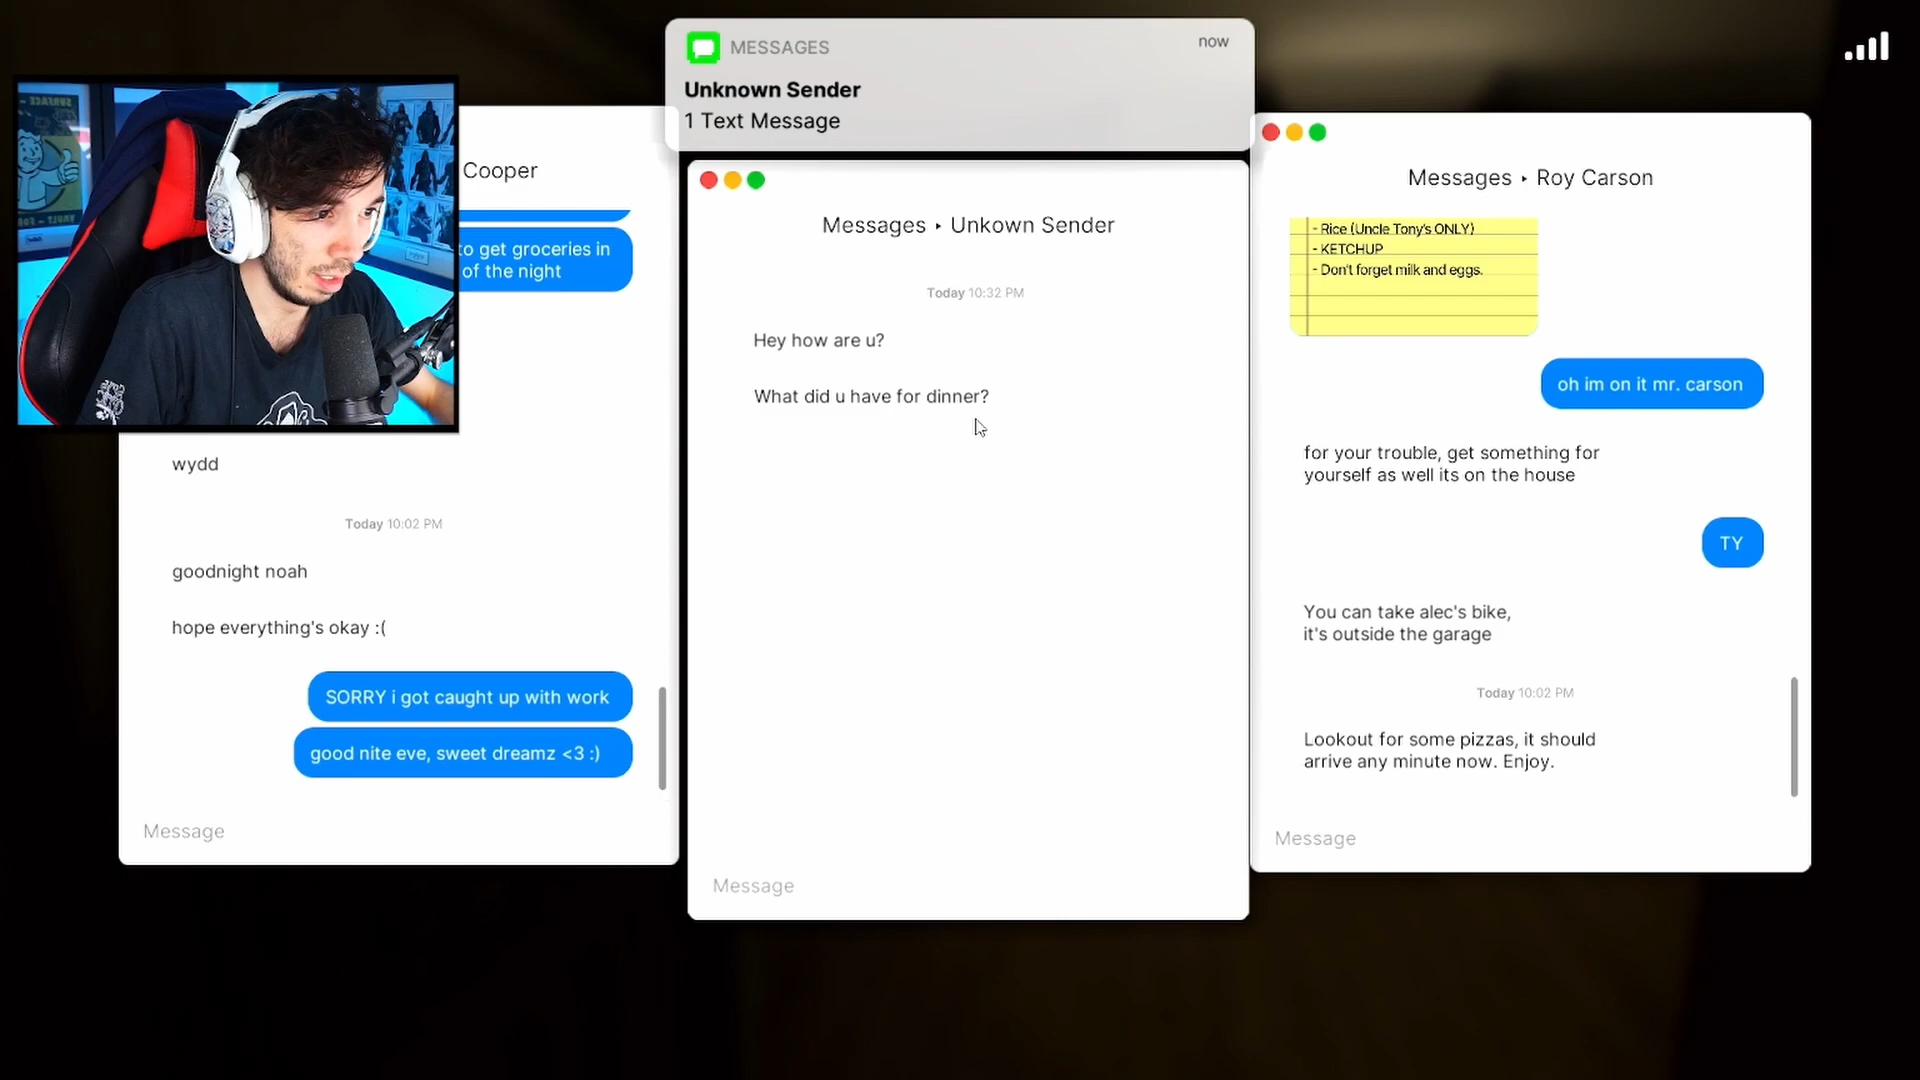 MESSAGES
now
Unknown Sender
1 Text Message
Cooper
to get groceries in
of the night
wydd
Today 10:02 PM
goodnight noah
hope everything's okay :(
SORRY i got caught up with work
good nite eve, sweet dreamz <3 :)
Message
Messages ‣ Unkown Sender
Today 10:32 PM
Hey how are u?
What did u have for dinner?
Message
Messages ‣ Roy Carson
- Rice (Uncle Tony's ONLY)
- KETCHUP
- Don't forget milk and eggs.
oh im on it mr. carson
for your trouble, get something for
yourself as well its on the house
TY
You can take alec's bike,
it's outside the garage
Today 10:02 PM
Lookout for some pizzas, it should
arrive any minute now. Enjoy.
Message